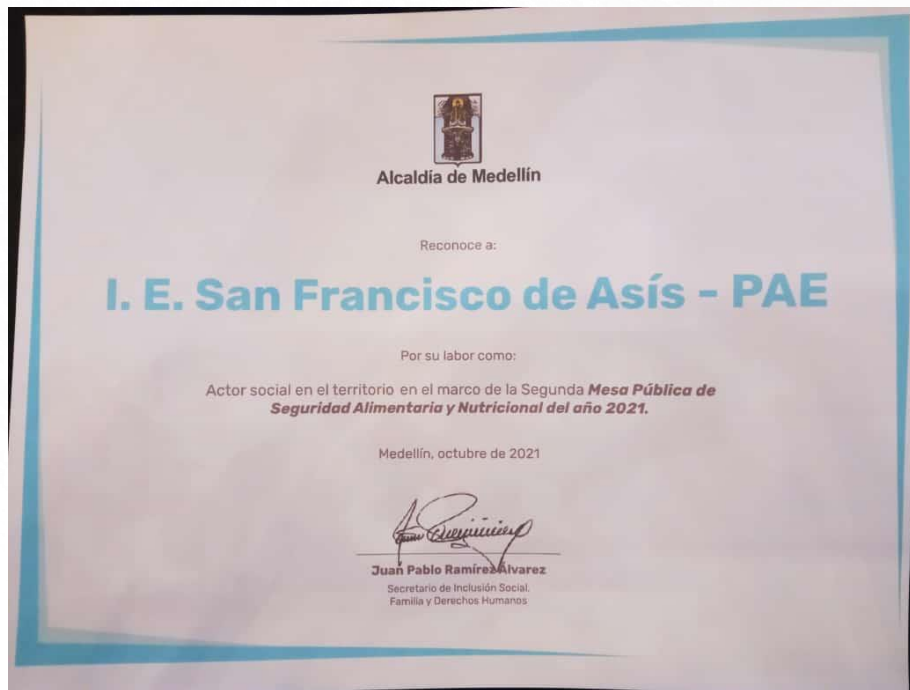 Alcaldía de Medellín
Reconoce a:
I. E. San Francisco de Asís - PAE
Por su labor como:
Actor social en el territorio en el marco de la Segunda Mesa Pública de
Seguridad Alimentaria y Nutricional del año 2021.
Medellín, octubre de 2021
Juan Pablo Ramírez Álvarez
Secretario de Inclusión Social,
Familia y Derechos Humanos